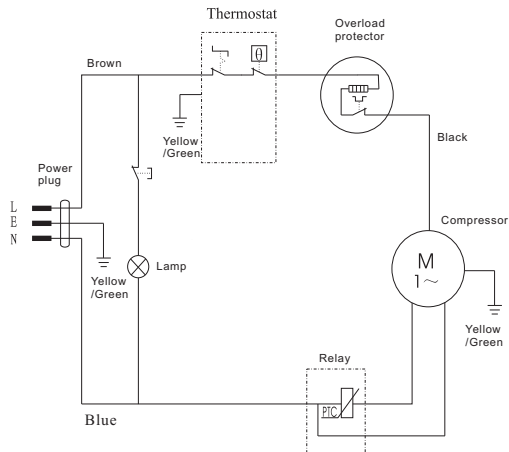 Thermostat
Overload
protector
θ
Brown
Yellow
/Green
Black
Power
plug
L
E
N
Compressor
M
1~
Yellow
/Green
Lamp
Yellow
/Green
Relay
PTC
Blue